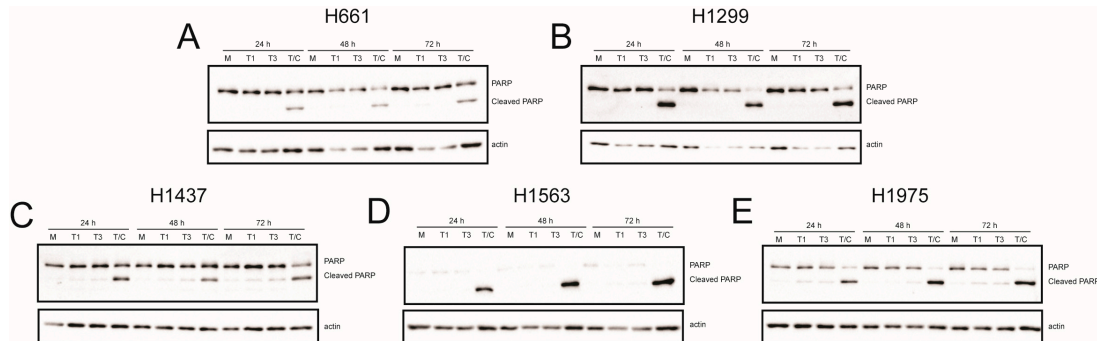 H661
A
24 h 48 h 72 h
M T1 T3 T/C M T1 T3 T/C M T1 T3 T/C
PARP
Cleaved PARP
actin
H1299
B
24 h 48 h 72 h
M T1 T3 T/C M T1 T3 T/C M T1 T3 T/C
PARP
Cleaved PARP
actin
H1437
C
24 h 48 h 72 h
M T1 T3 T/C M T1 T3 T/C M T1 T3 T/C
PARP
Cleaved PARP
actin
H1563
D
24 h 48 h 72 h
M T1 T3 T/C M T1 T3 T/C M T1 T3 T/C
PARP
Cleaved PARP
actin
H1975
E
24 h 48 h 72 h
M T1 T3 T/C M T1 T3 T/C M T1 T3 T/C
PARP
Cleaved PARP
actin